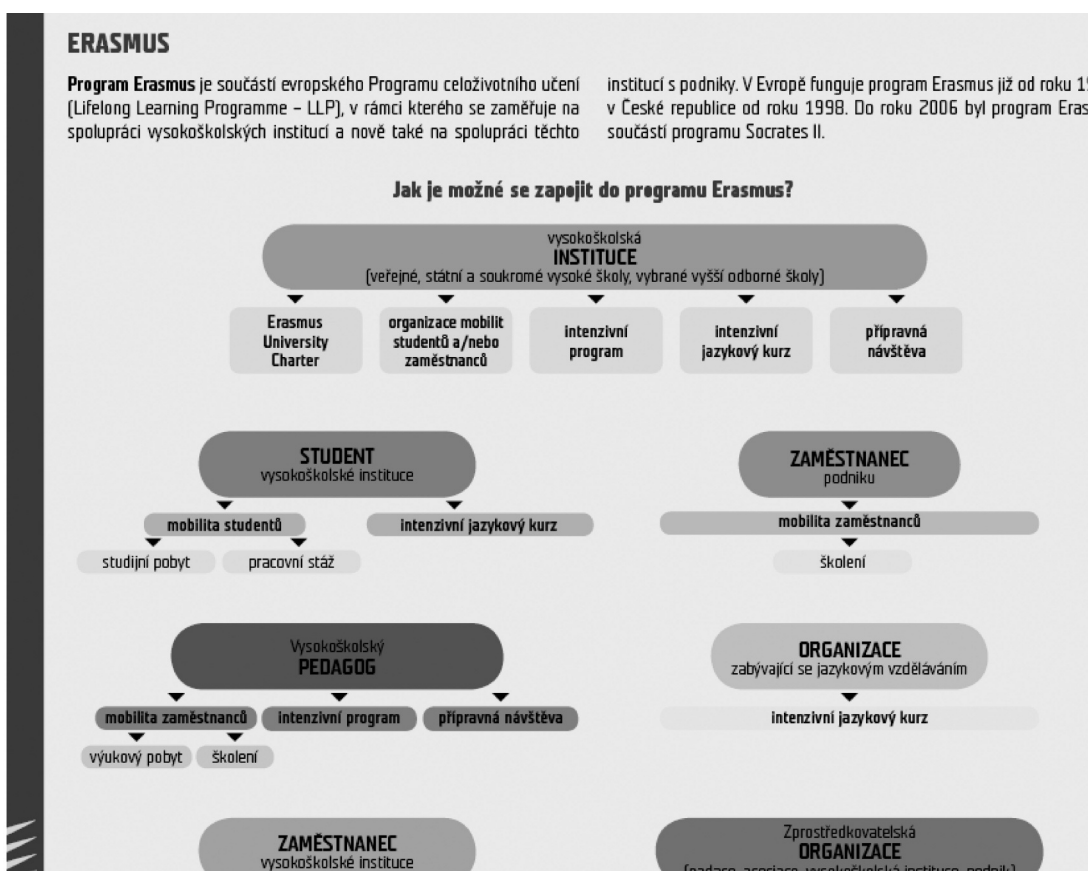 ERASMUS
Program Erasmus je součástí evropského Programu celoživotního učení
(Lifelong Learning Programme – LLP), v rámci kterého se zaměřuje na
spolupráci vysokoškolských institucí a nově také na spolupráci těchto
institucí s podniky. V Evropě funguje program Erasmus již od roku
v České republice od roku 1998. Do roku 2006 byl program
součástí programu Socrates II.
Jak je možné se zapojit do programu Erasmus?
vysokoškolská
INSTITUCE
(veřejné, státní a soukromé vysoké školy, vybrané vyšší odborné školy)
Erasmus
University
Charter
organizace mobilit
studentů a/nebo
zaměstnanců
intenzivní
program
intenzivní
jazykový kurz
přípravná
návštěva
STUDENT
vysokoškolské instituce
mobilita studentů
intenzivní jazykový kurz
studijní pobyt
pracovní stáž
ZAMĚSTNANEC
podniku
mobilita zaměstnanců
školení
Vysokoškolský
PEDAGOG
mobilita zaměstnanců
intenzivní program
přípravná návštěva
výukový pobyt
školení
ORGANIZACE
zabývající se jazykovým vzděláváním
intenzivní jazykový kurz
ZAMĚSTNANEC
vysokoškolské instituce
Zprostředkovatelská
ORGANIZACE
(nadace, asociace, vysokoškolská instituce, podnik)